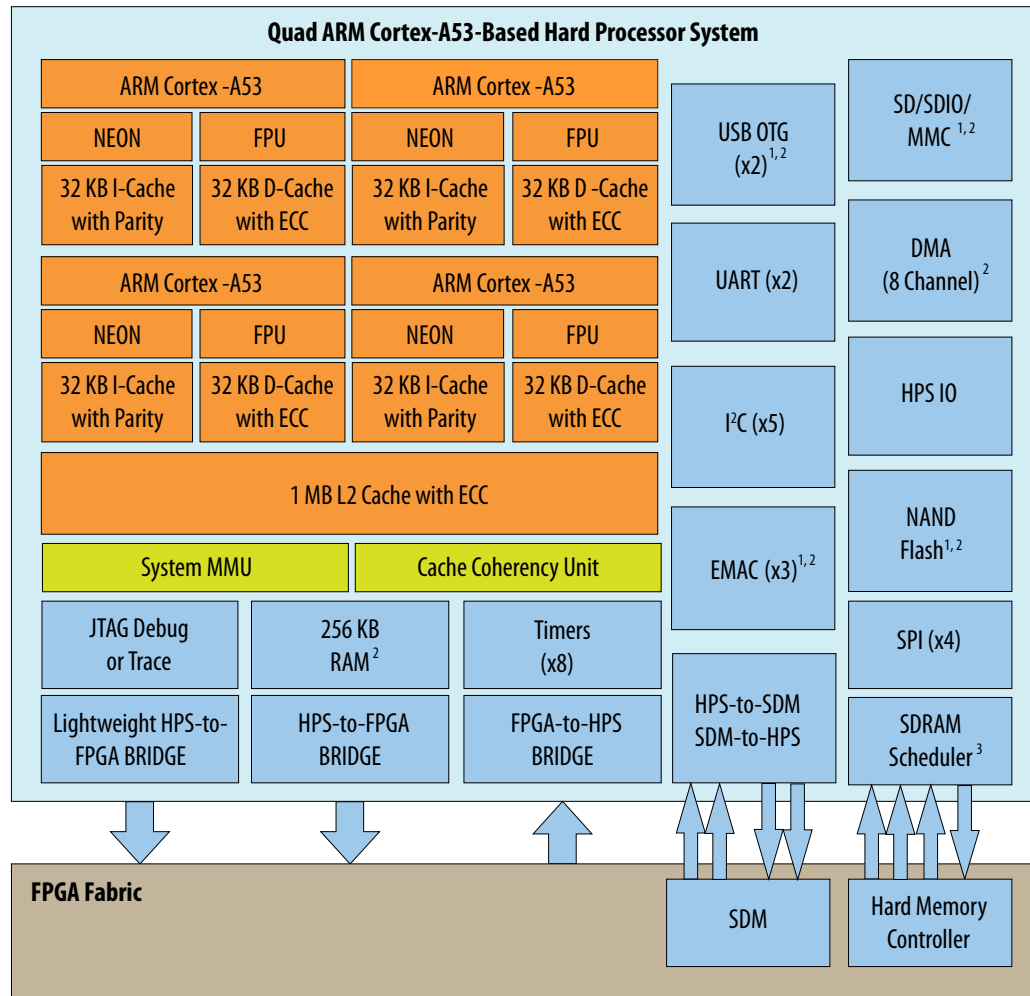 Quad ARM Cortex-A53-Based Hard Processor System
ARM Cortex -A53
ARM Cortex -A53
NEON
FPU
NEON
FPU
32 KB I-Cache
with Parity
32 KB D-Cache
with ECC
32 KB I-Cache
with Parity
32 KB D -Cache
with ECC
ARM Cortex -A53
ARM Cortex -A53
NEON
FPU
NEON
FPU
32 KB I-Cache
with Parity
32 KB D-Cache
with ECC
32 KB I-Cache
with Parity
32 KB D-Cache
with ECC
1 MB L2 Cache with ECC
System MMU
Cache Coherency Unit
JTAG Debug
or Trace
256 KB
RAM 2
Timers
(x8)
Lightweight HPS-to-
FPGA BRIDGE
HPS-to-FPGA
BRIDGE
FPGA-to-HPS
BRIDGE
USB OTG
(x2) 1, 2
UART (x2)
I2C (x5)
EMAC (x3) 1, 2
HPS-to-SDM
SDM-to-HPS
SD/SDIO/
MMC 1, 2
DMA
(8 Channel) 2
HPS IO
NAND
Flash 1, 2
SPI (x4)
SDRAM
Scheduler 3
FPGA Fabric
SDM
Hard Memory
Controller